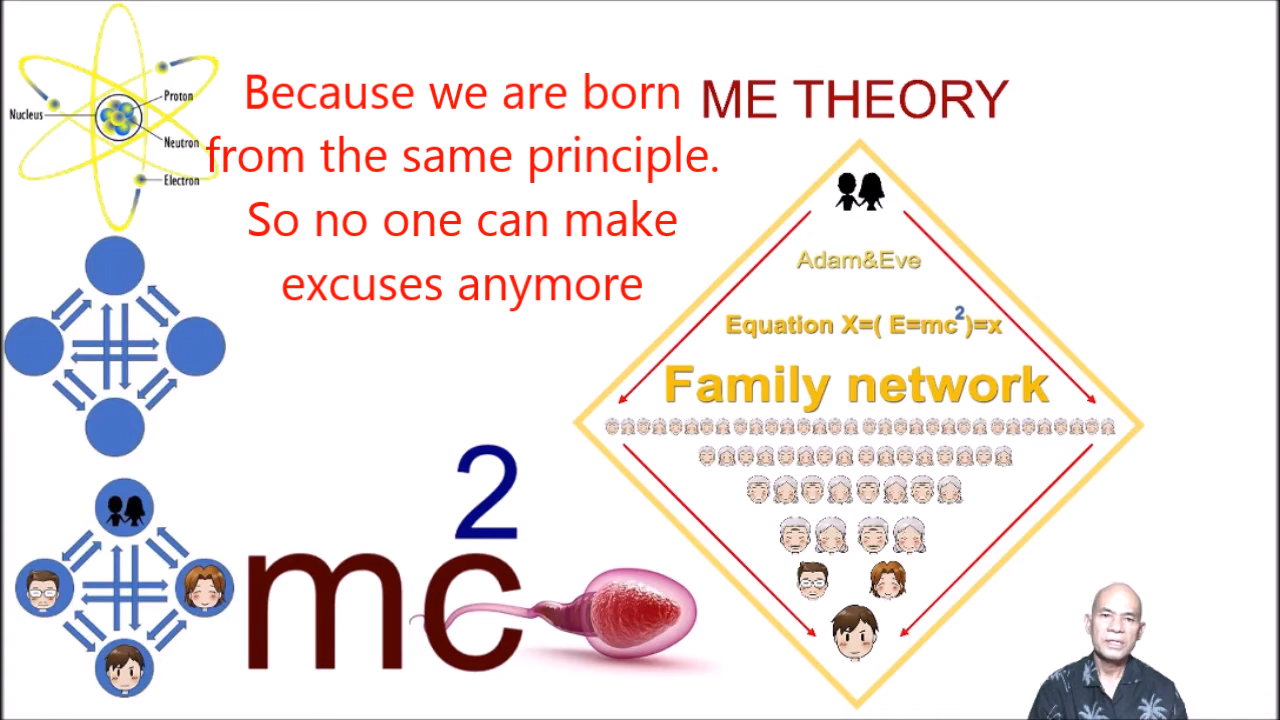 Nucleus
Proton
Neutron
Electron
Because we are born
from the same principle.
So no one can make
excuses anymore
ME THEORY
Adam&Eve
Equation X=( E=mc²)=x
Family network
mc²